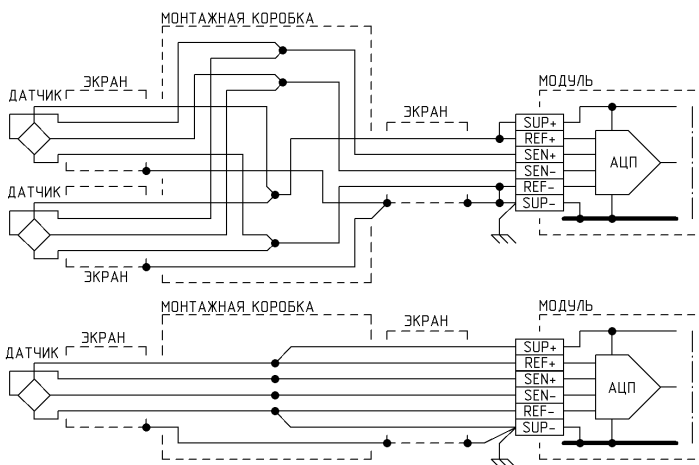 МОНТАЖНАЯ КОРОБКА
ЭКРАН
МОДУЛЬ
ДАТЧИК
ЭКРАН
SUP+
REF+
SEN+
SEN-
REF-
SUP-
АЦП
ДАТЧИК
ЭКРАН
МОНТАЖНАЯ КОРОБКА
МОДУЛЬ
ЭКРАН
ЭКРАН
ДАТЧИК
SUP+
REF+
SEN+
SEN-
REF-
SUP-
АЦП